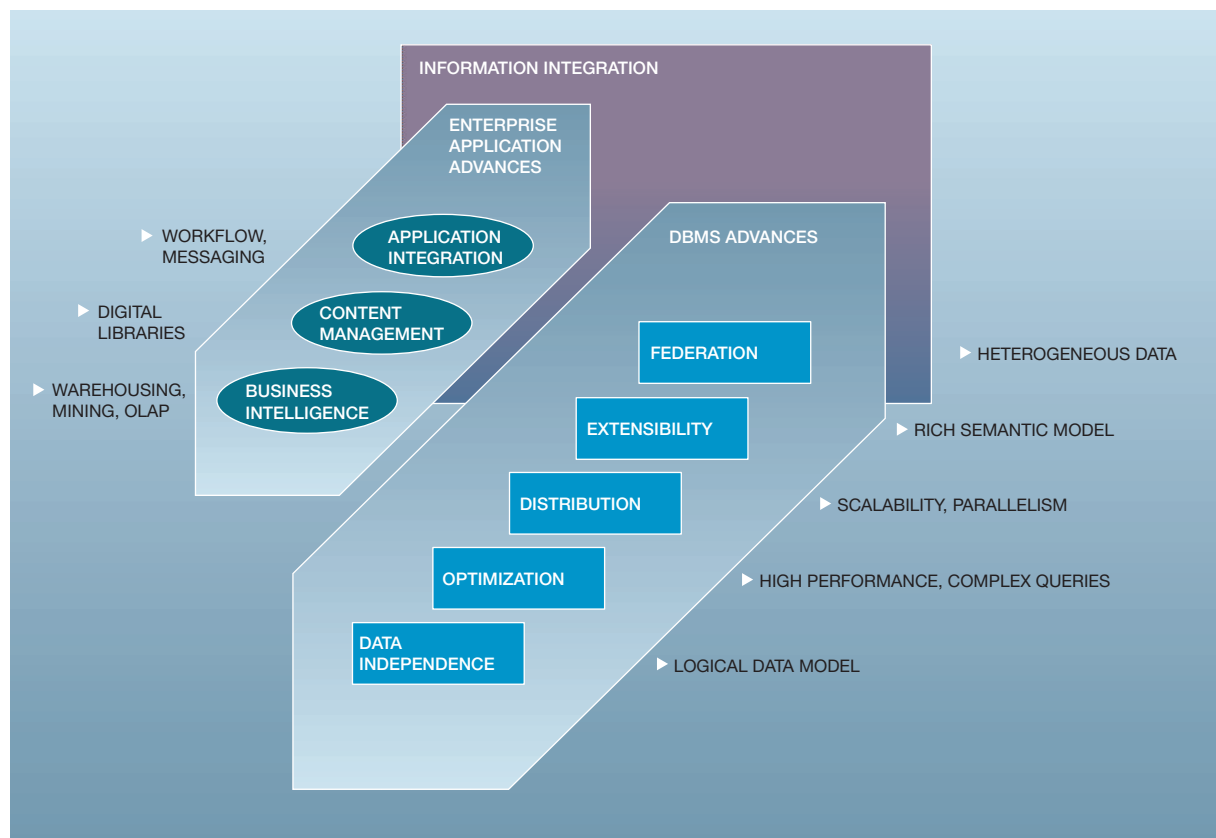 INFORMATION INTEGRATION
ENTERPRISE
APPLICATION
ADVANCES
WORKFLOW,
MESSAGING
APPLICATION
INTEGRATION
DIGITAL
LIBRARIES
CONTENT
MANAGEMENT
WAREHOUSING,
MINING, OLAP
BUSINESS
INTELLIGENCE
DBMS ADVANCES
FEDERATION
HETEROGENEOUS DATA
EXTENSIBILITY
RICH SEMANTIC MODEL
DISTRIBUTION
SCALABILITY, PARALLELISM
OPTIMIZATION
HIGH PERFORMANCE, COMPLEX QUERIES
DATA
INDEPENDENCE
LOGICAL DATA MODEL